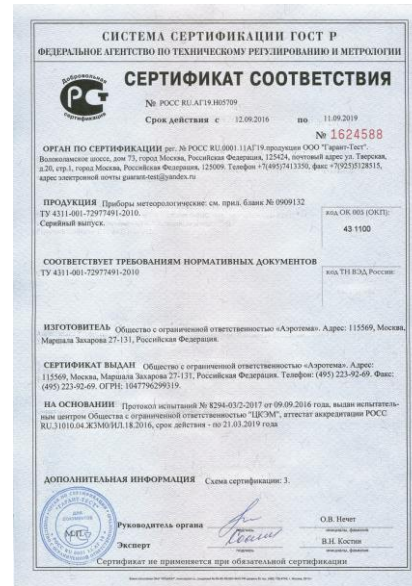 СИСТЕМА СЕРТИФИКАЦИИ ГОСТ Р
ФЕДЕРАЛЬНОЕ АГЕНТСТВО ПО ТЕХНИЧЕСКОМУ РЕГУЛИРОВАНИЮ И МЕТРОЛОГИИ
Добровольная
сертификация
СЕРТИФИКАТ СООТВЕТСТВИЯ
№ РОСС RU.АГ19.Н05709
Срок действия с 12.09.2016 по 11.09.2019
№ 1624588
ОРГАН ПО СЕРТИФИКАЦИИ рег. № РОСС RU.0001.11АГ19.продукции ООО "Гарант-Тест".
Волоколамское шоссе, дом 73, город Москва, Российская Федерация, 125424, почтовый адрес ул. Тверская,
д.20, стр.1, город Москва, Российская Федерация, 125009. Телефон +7(495)7413350, факс +7(925)5128515,
адрес электронной почты guarant-test@yandex.ru
ПРОДУКЦИЯ Приборы метеорологические: см. прил. бланк № 0909132
ТУ 4311-001-72977491-2010.
Серийный выпуск.
код ОК 005 (ОКП):
43 1100
СООТВЕТСТВУЕТ ТРЕБОВАНИЯМ НОРМАТИВНЫХ ДОКУМЕНТОВ
ТУ 4311-001-72977491-2010
код ТН ВЭД России:
ИЗГОТОВИТЕЛЬ Общество с ограниченной ответственностью «Аэротема». Адрес: 115569, Москва,
Маршала Захарова 27-131, Российская Федерация.
СЕРТИФИКАТ ВЫДАН Общество с ограниченной ответственностью «Аэротема». Адрес:
115569, Москва, Маршала Захарова 27-131, Российская Федерация. Телефон: (495) 223-92-69. Факс:
(495) 223-92-69. ОГРН: 1047796299319.
НА ОСНОВАНИИ Протокол испытаний № 8294-03/2-2017 от 09.09.2016 года, выдан испытатель-
ным центром Общества с ограниченной ответственностью "ЦКЭМ", аттестат аккредитации РОСС
RU.31010.04.ЖЗМ0/ИЛ.18.2016, срок действия - по 21.03.2019 года
ДОПОЛНИТЕЛЬНАЯ ИНФОРМАЦИЯ Схема сертификации: 3.
М.П.
Руководитель органа
подпись
О.В. Нечет
инициалы, фамилия
Эксперт
подпись
В.Н. Костин
инициалы, фамилия
Сертификат не применяется при обязательной сертификации